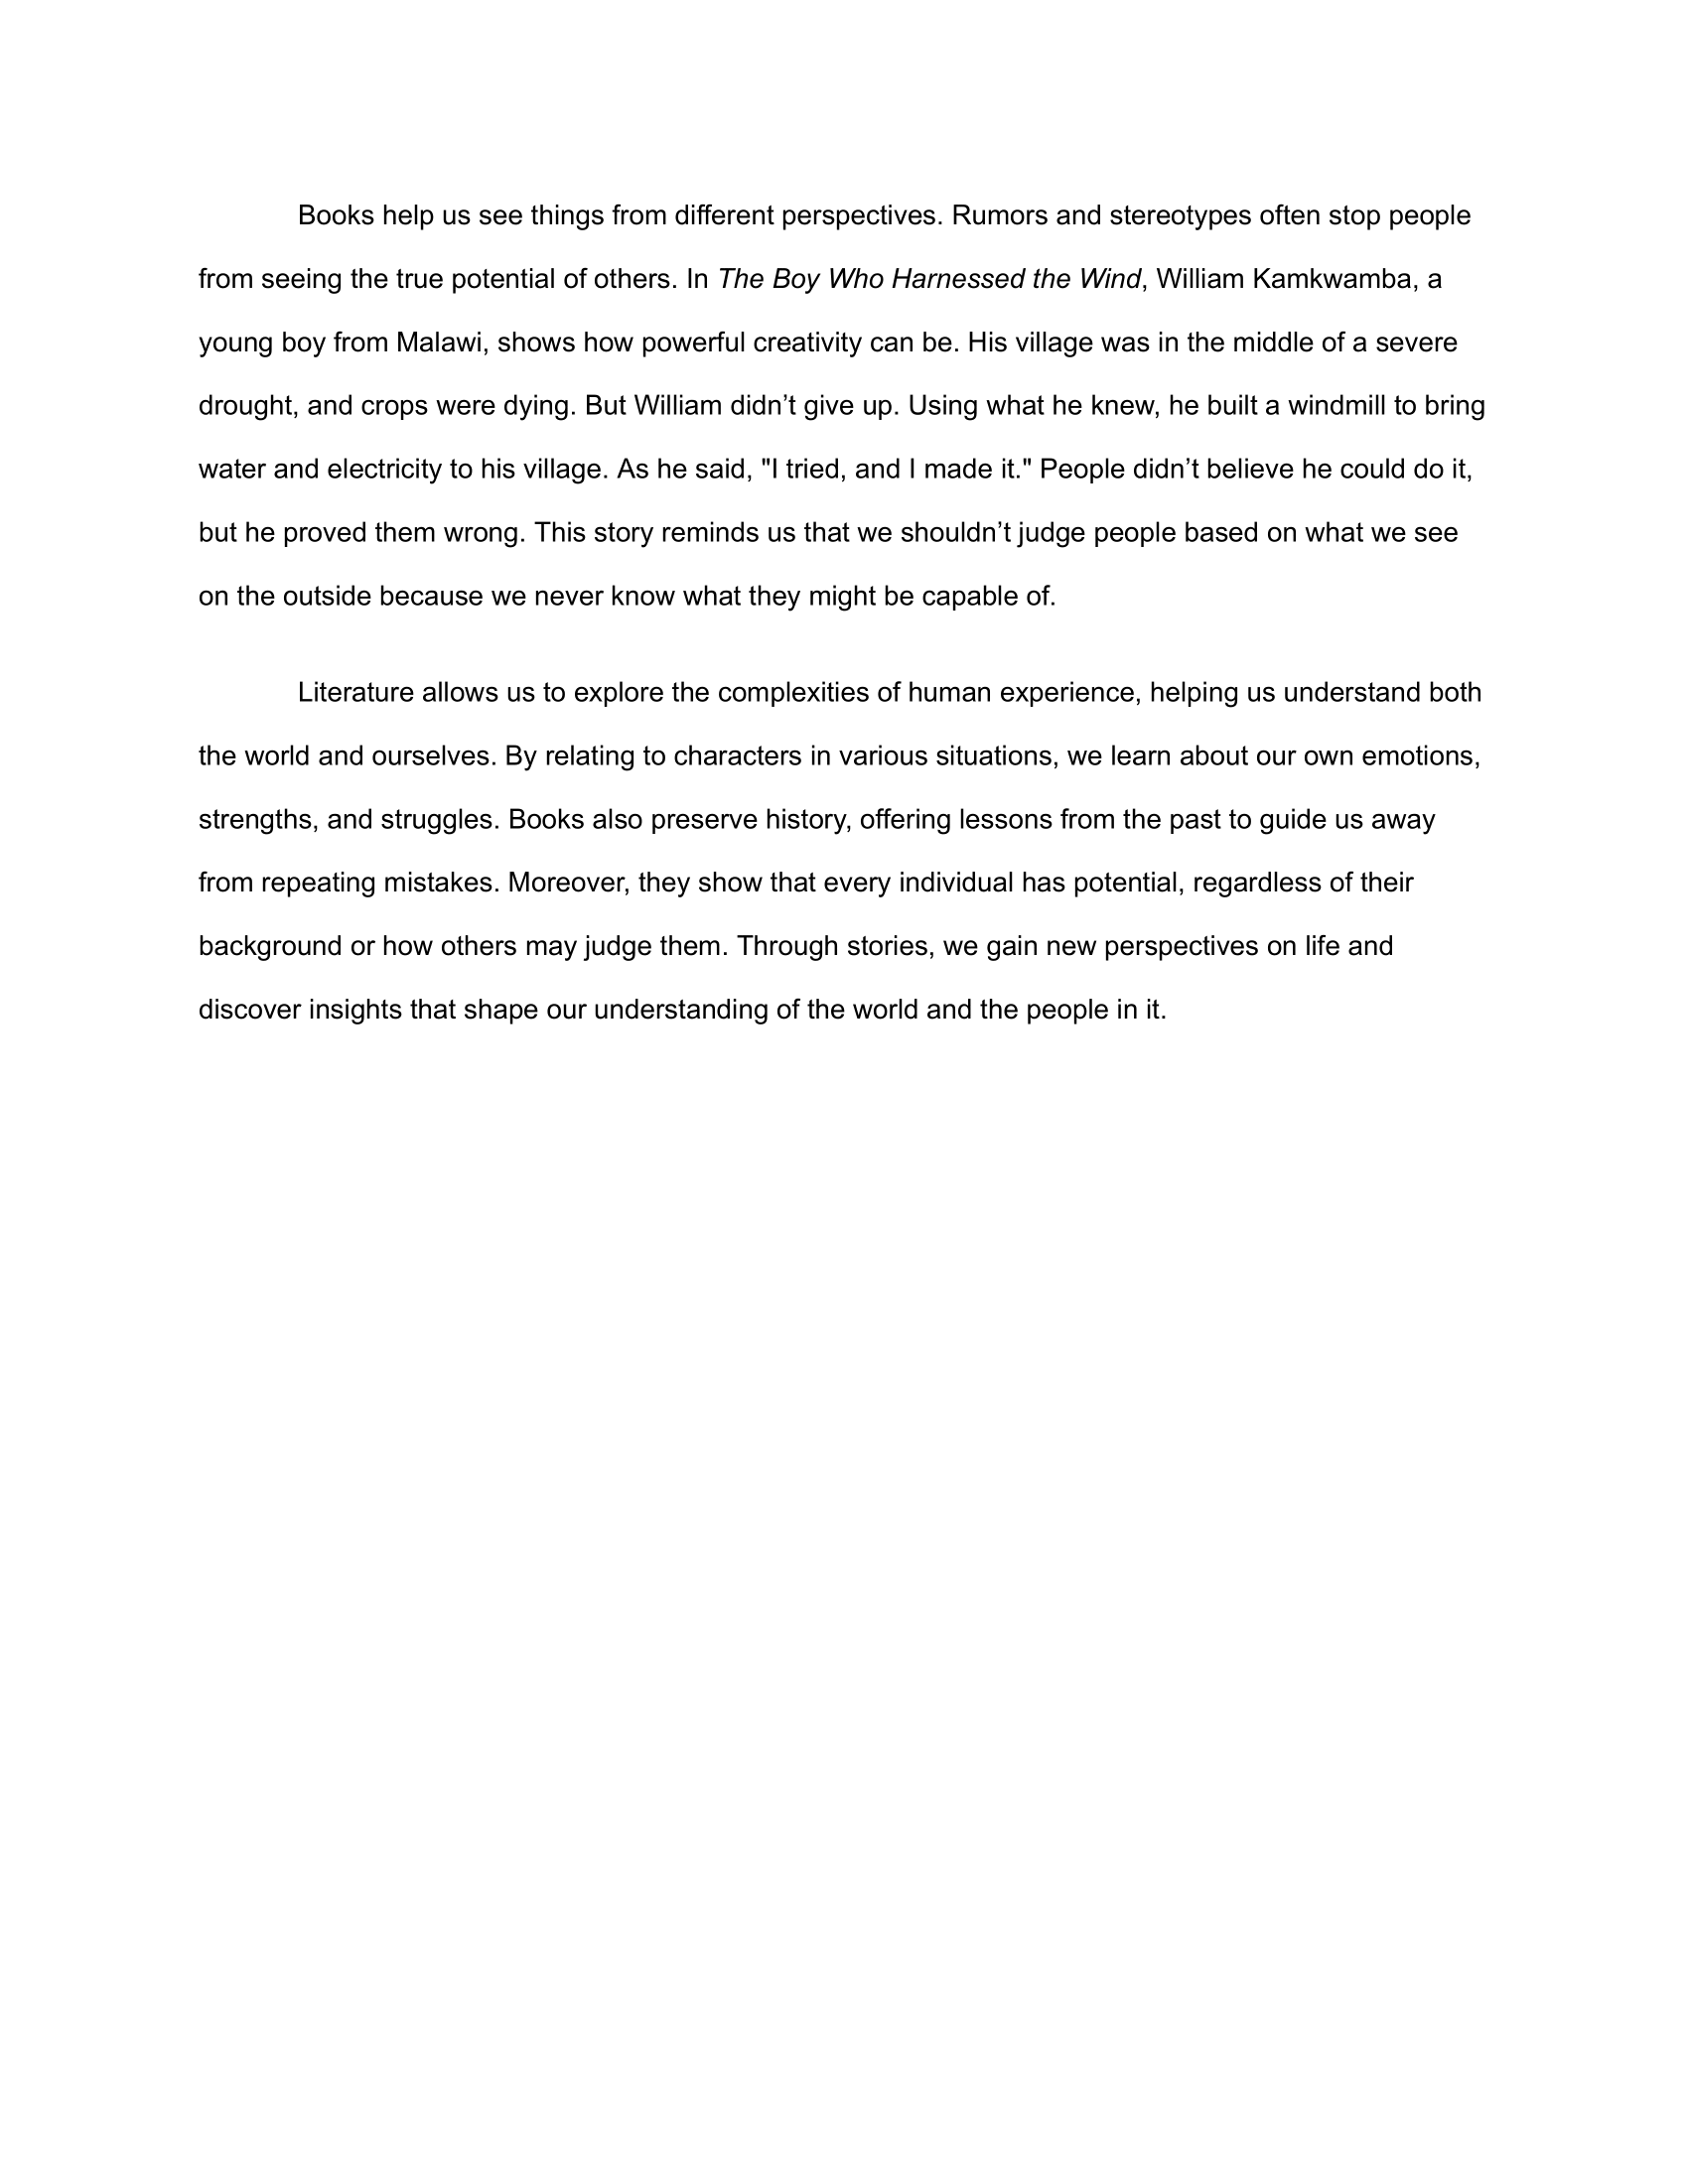 Books help us see things from different perspectives. Rumors and stereotypes often stop people
from seeing the true potential of others. In The Boy Who Harnessed the Wind, William Kamkwamba, a
young boy from Malawi, shows how powerful creativity can be. His village was in the middle of a severe
drought, and crops were dying. But William didn’t give up. Using what he knew, he built a windmill to bring
water and electricity to his village. As he said, "I tried, and I made it." People didn’t believe he could do it,
but he proved them wrong. This story reminds us that we shouldn’t judge people based on what we see
on the outside because we never know what they might be capable of.
Literature allows us to explore the complexities of human experience, helping us understand both
the world and ourselves. By relating to characters in various situations, we learn about our own emotions,
strengths, and struggles. Books also preserve history, offering lessons from the past to guide us away
from repeating mistakes. Moreover, they show that every individual has potential, regardless of their
background or how others may judge them. Through stories, we gain new perspectives on life and
discover insights that shape our understanding of the world and the people in it.